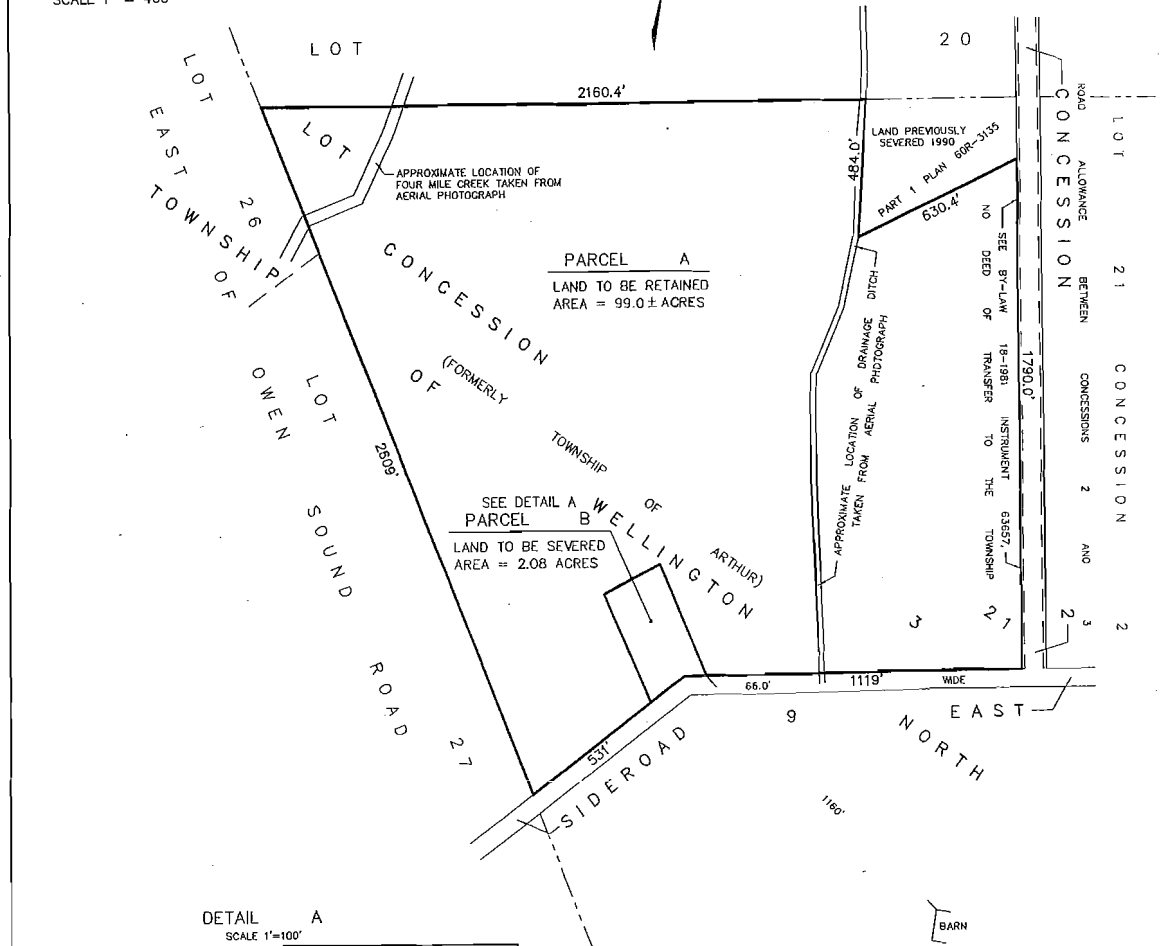 SCALE 1" = 400'
LOT
20
LOT
EAST 26
TOWNSHIP OF
OWEN SOUND ROAD
LOT
27
2160.4'
LOT
APPROXIMATE LOCATION OF
FOUR MILE CREEK TAKEN FROM
AERIAL PHOTOGRAPH
LAND PREVIOUSLY
SEVERED 1990
484.0'
PART 1 PLAN 60R-3135
630.4'
CONCESSION
ROAD ALLOWANCE BETWEEN CONCESSIONS 2 AND 3
LOT 21 CONCESSION 2
PARCEL A
LAND TO BE RETAINED
AREA = 99.0 ± ACRES
CONCESSION
OF
(FORMERLY
TOWNSHIP
OF
ARTHUR)
WELLINGTON
APPROXIMATE LOCATION OF DRAINAGE DITCH
TAKEN FROM AERIAL PHOTOGRAPH
SEE BY-LAW 18-1981 INSTRUMENT 63657,
NO DEED OF TRANSFER TO THE TOWNSHIP
1790.0'
2609'
SEE DETAIL A
PARCEL B
LAND TO BE SEVERED
AREA = 2.08 ACRES
3
21
2
66.0'
1119'
WIDE
531'
SIDEROAD
9
NORTH
EAST
1160'
DETAIL A
SCALE 1'=100'
BARN